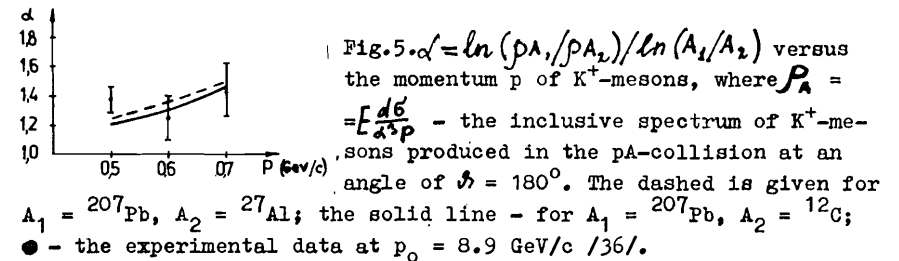 α
1,8
1,6
1,4
1,2
1,0
0,5 0,6 0,7 P (GeV/c)
Fig.5.α=ln (ρA₁/ρA₂)/ln (A₁/A₂) versus
the momentum p of K⁺-mesons, where ρ_A =
=E dσ/d³p - the inclusive spectrum of K⁺-me-
sons produced in the pA-collision at an
angle of ϑ = 180°. The dashed is given for
A₁ = ²⁰⁷Pb, A₂ = ²⁷Al; the solid line - for A₁ = ²⁰⁷Pb, A₂ = ¹²C;
● - the experimental data at p₀ = 8.9 GeV/c /36/.